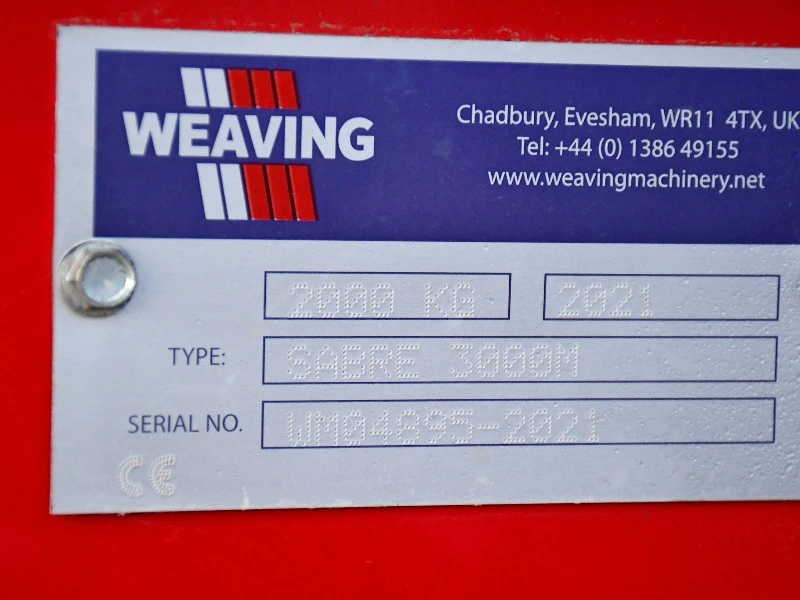 WEAVING
Chadbury, Evesham, WR11 4TX, UK
Tel: +44 (0) 1386 49155
www.weavingmachinery.net
2000 KG 2021
TYPE: SABRE 3000M
SERIAL NO. WM04895-2021
CE